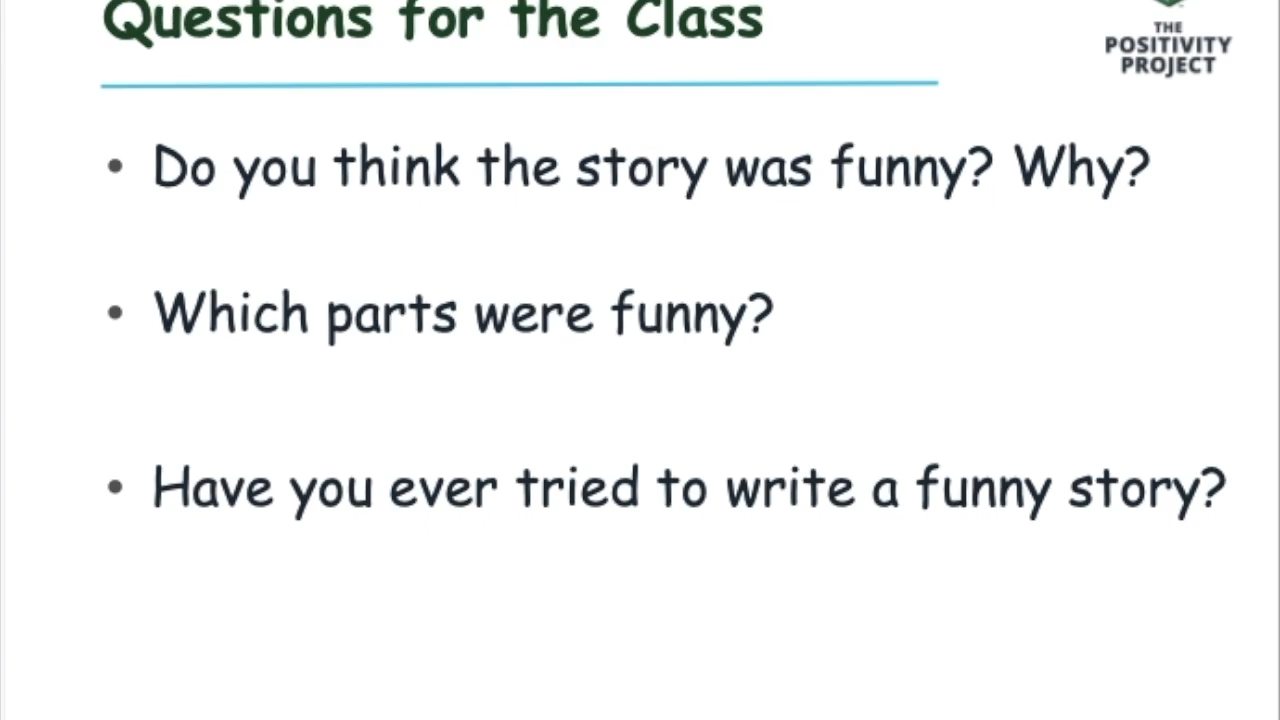 Questions for the Class
THE
POSITIVITY
PROJECT
• Do you think the story was funny? Why?
• Which parts were funny?
• Have you ever tried to write a funny story?